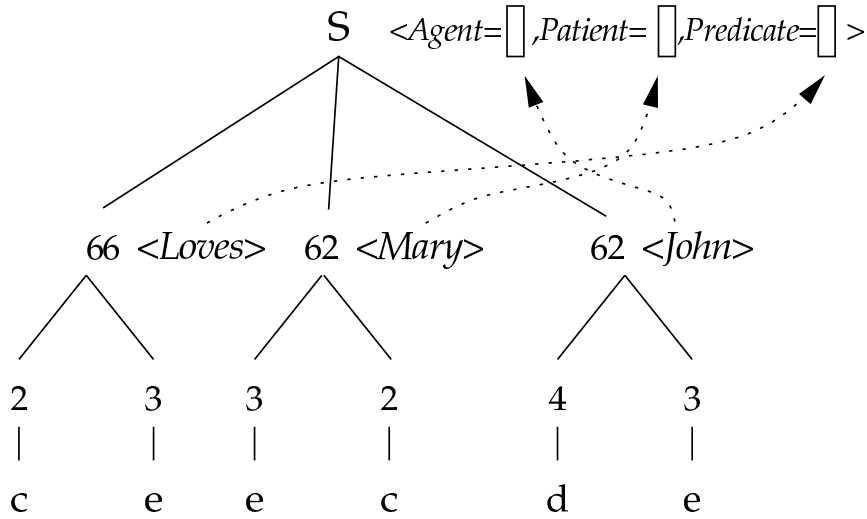 S <Agent= ,Patient= ,Predicate= >
66 <Loves> 62 <Mary> 62 <John>
2 3 3 2 4 3
c e e c d e